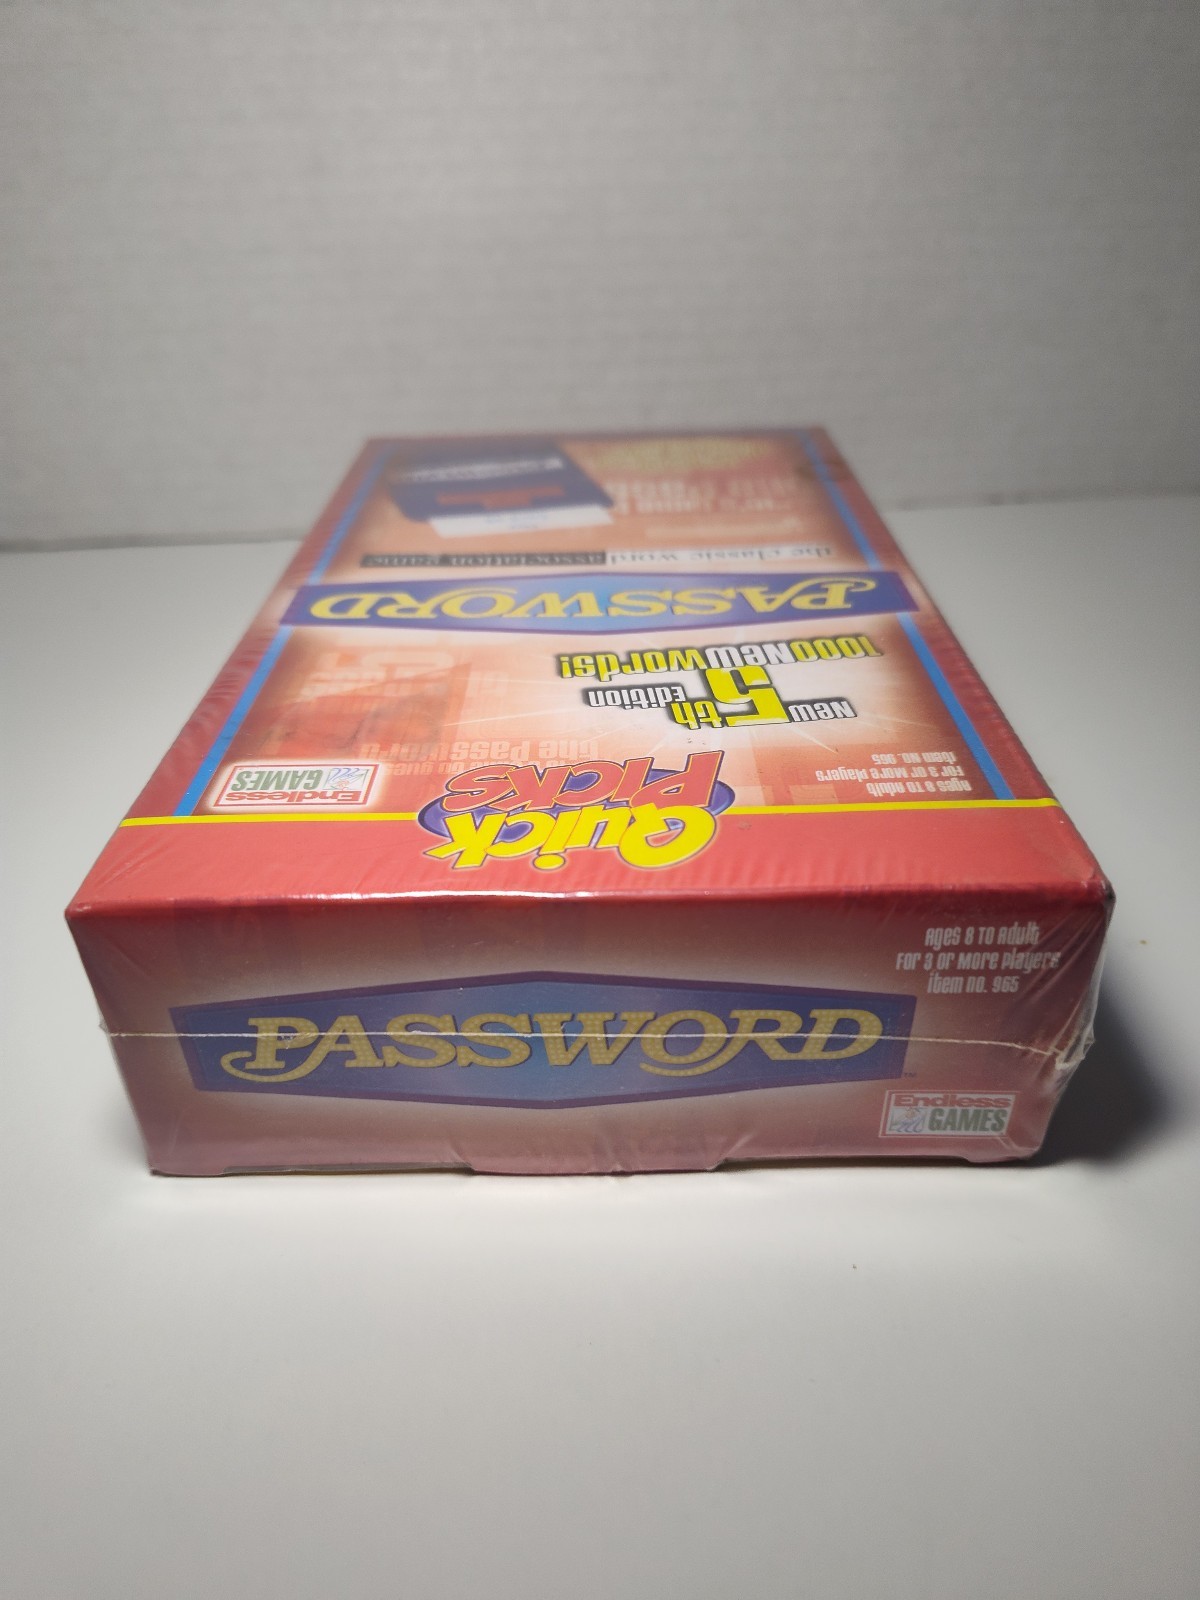 Quick
PICKS
Ages 8 TO Adult
FOR 3 OR MORE Players
Item NO. 965
Endless
GAMES
New 5th
Edition
1000 New Words!
PASSWORD
the classic word association game
Ages 8 TO Adult
FOR 3 OR MORE Players
Item NO. 965
PASSWORD
TM
Endless
GAMES